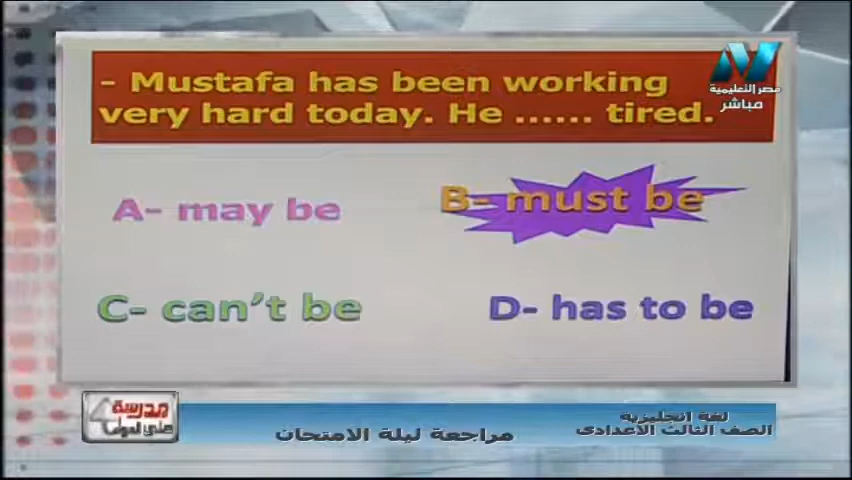 - Mustafa has been working
very hard today. He ...... tired.
مصر التعليمية
مباشر
A- may be
B- must be
C- can't be
D- has to be
مدرسة
على الهواء
لغة انجليزية
الصف الثالث الأعدادى
مراجعة ليلة الامتحان